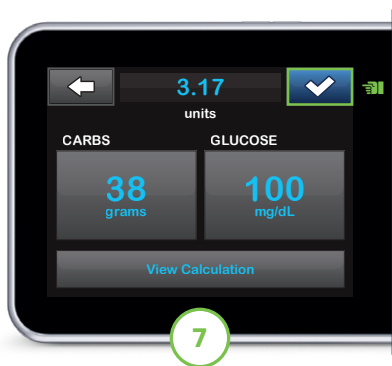 3.17
units
CARBS GLUCOSE
38 100
grams mg/dL
View Calculation
7